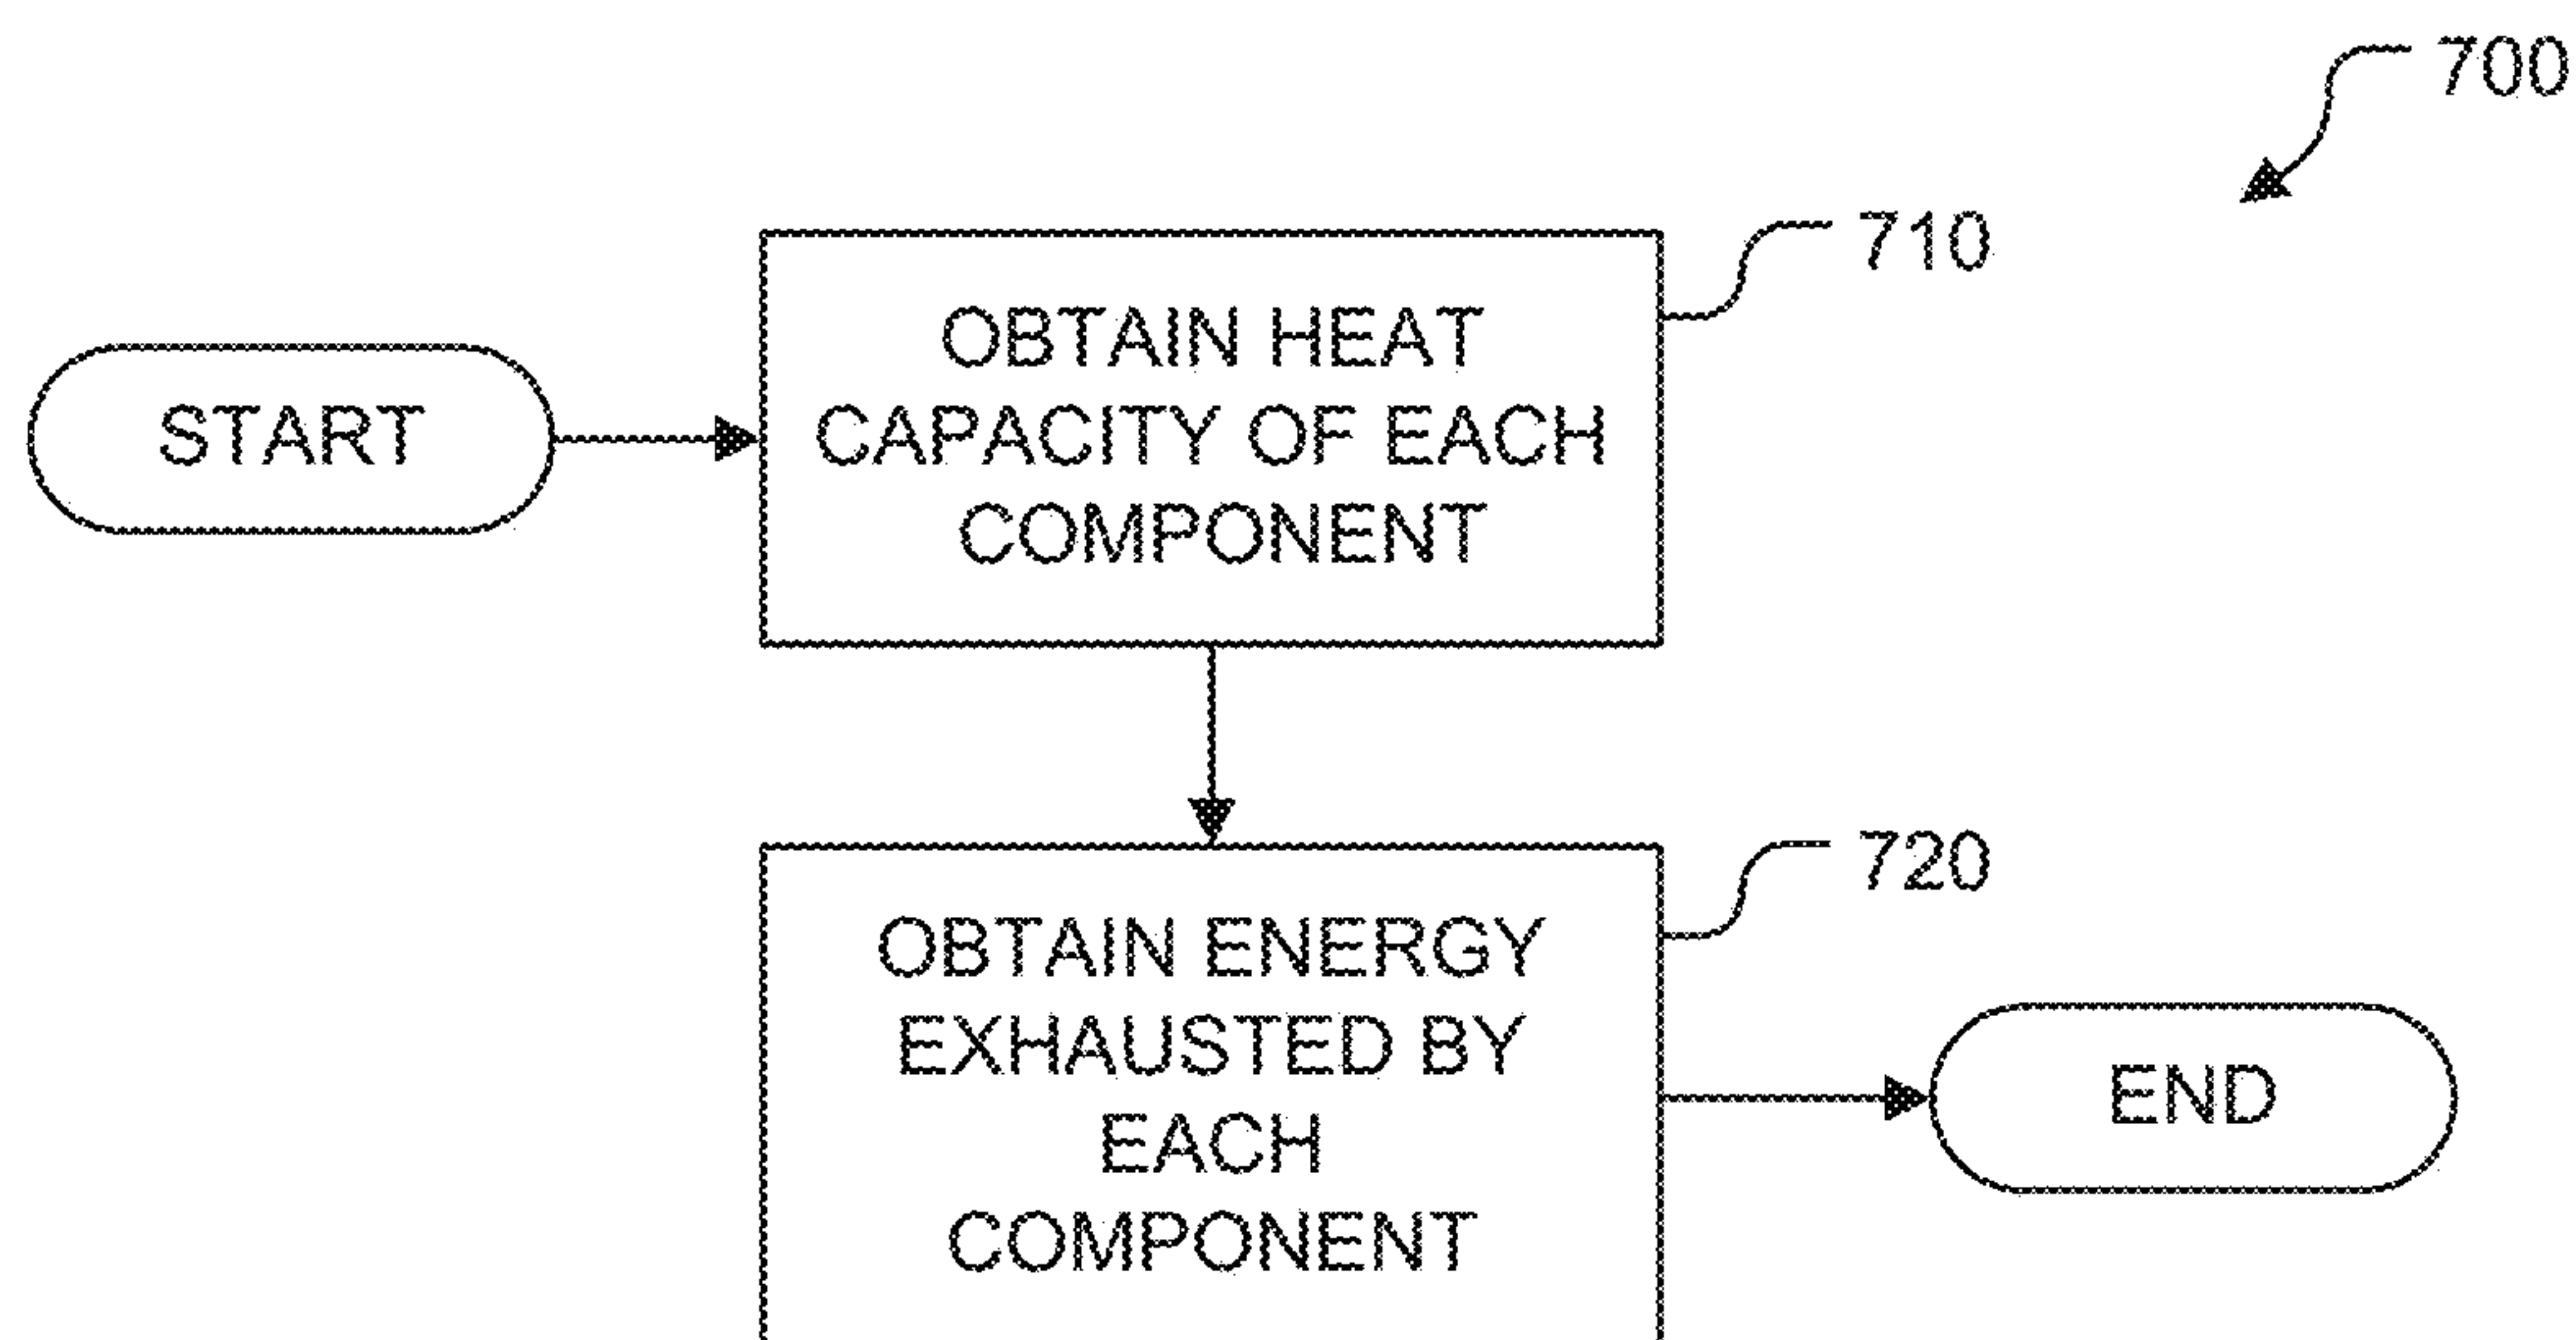 700
710
OBTAIN HEAT
CAPACITY OF EACH
COMPONENT
START
720
OBTAIN ENERGY
EXHAUSTED BY
EACH
COMPONENT
END